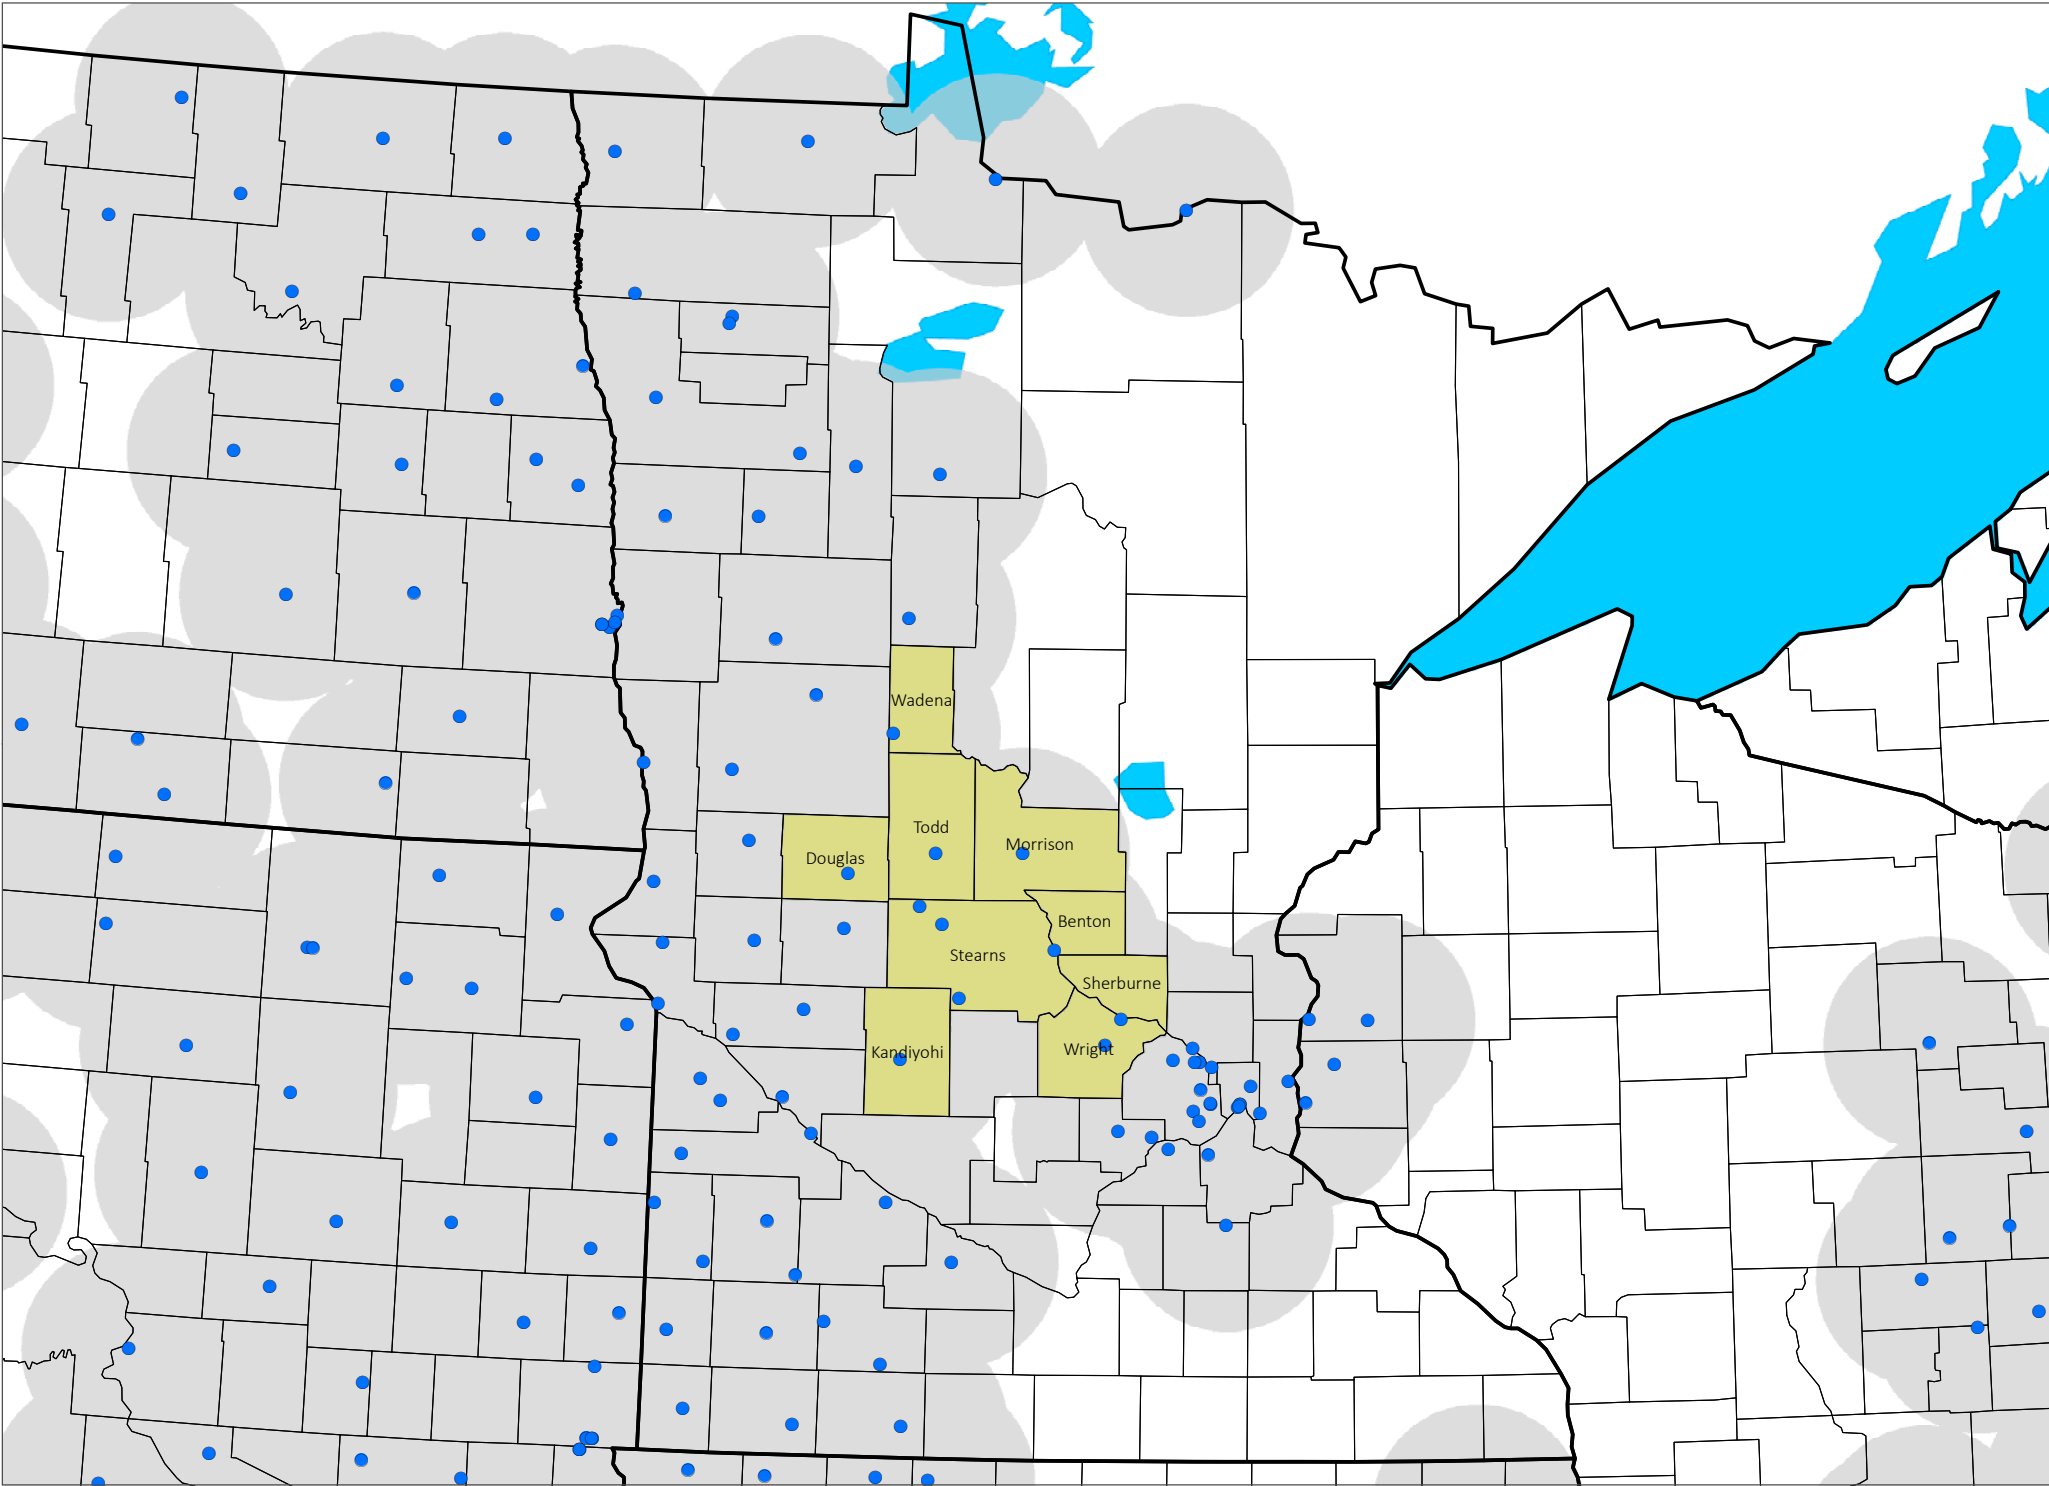 Wadena
Todd
Morrison
Douglas
Benton
Stearns
Sherburne
Kandiyohi
Wright